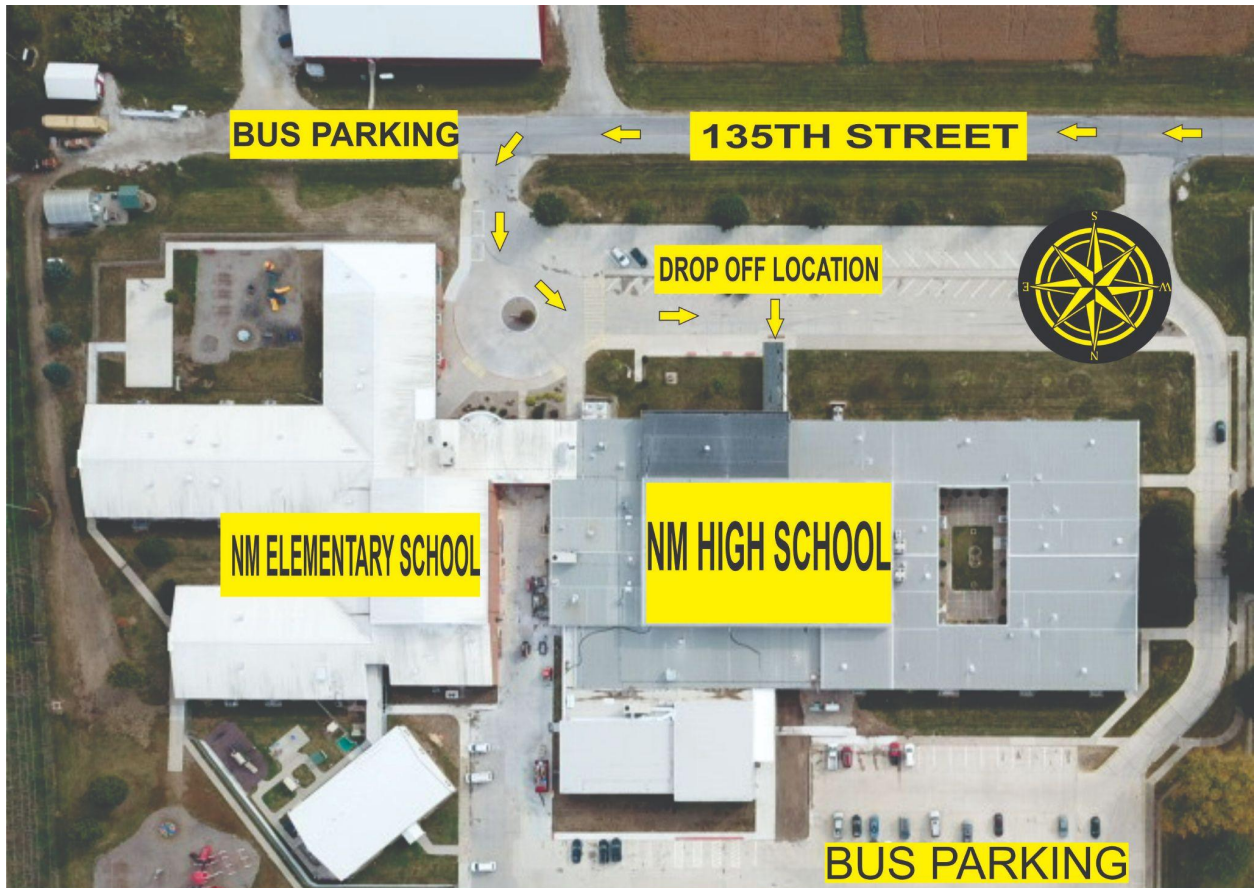 BUS PARKING
135TH STREET
DROP OFF LOCATION
S
E
W
N
NM ELEMENTARY SCHOOL
NM HIGH SCHOOL
BUS PARKING